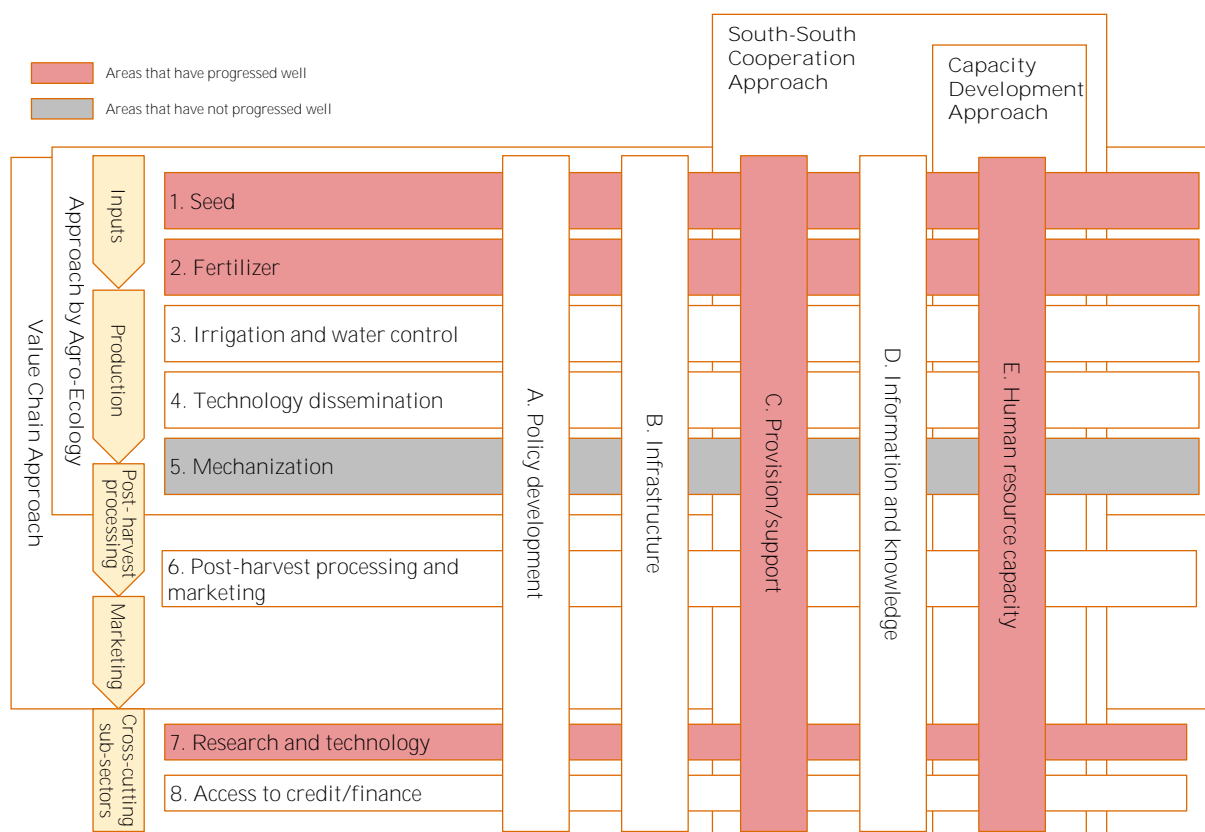 South-South
Cooperation
Approach
Capacity
Development
Approach
Areas that have progressed well
Areas that have not progressed well
Value Chain Approach
Approach by Agro-Ecology
Inputs
Production
Post- harvest
processing
Marketing
Cross-cutting
sub-sectors
1. Seed
2. Fertilizer
3. Irrigation and water control
4. Technology dissemination
5. Mechanization
6. Post-harvest processing and
marketing
7. Research and technology
8. Access to credit/finance
A. Policy development
B. Infrastructure
C. Provision/support
D. Information and knowledge
E. Human resource capacity